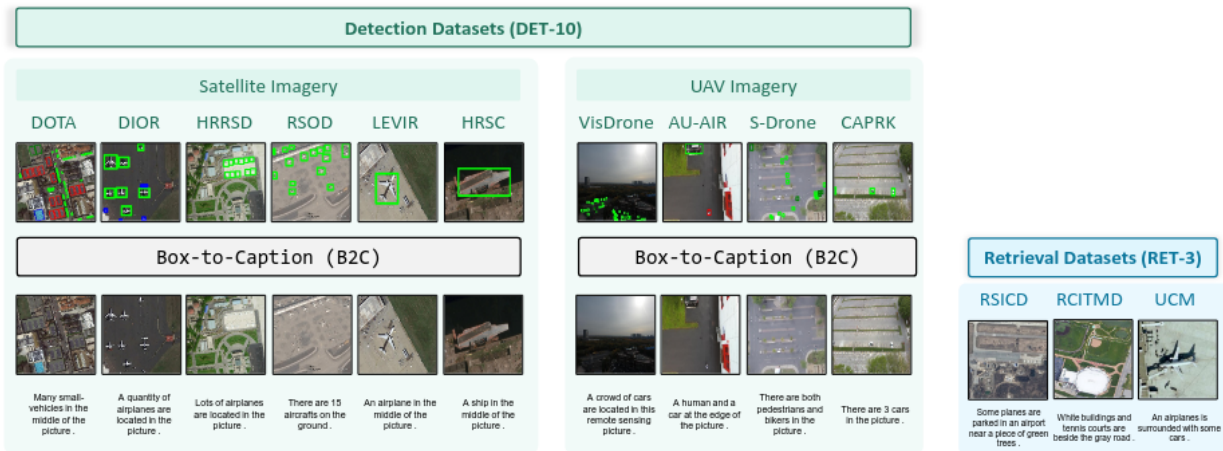 Detection Datasets (DET-10)
Satellite Imagery
UAV Imagery
DOTA DIOR HRRSD RSOD LEVIR HRSC
VisDrone AU-AIR S-Drone CAPRK
Box-to-Caption (B2C)
Box-to-Caption (B2C)
Many small-
vehicles in the
middle of the
picture .
A quantity of
airplanes are
located in the
picture .
Lots of airplanes
are located in the
picture .
There are 15
aircrafts on the
ground .
An airplane in the
middle of the
picture .
A ship in the
middle of the
picture .
A crowd of cars
are located in this
remote sensing
picture .
A human and a
car at the edge of
the picture .
There are both
pedestrians and
bikers in the
picture .
There are 3 cars
in the picture .
Retrieval Datasets (RET-3)
RSICD RCITMD UCM
Some planes are
parked in an airport
near a piece of green
trees .
White buildings and
tennis courts are
beside the gray road .
An airplanes is
surrounded with some
cars .